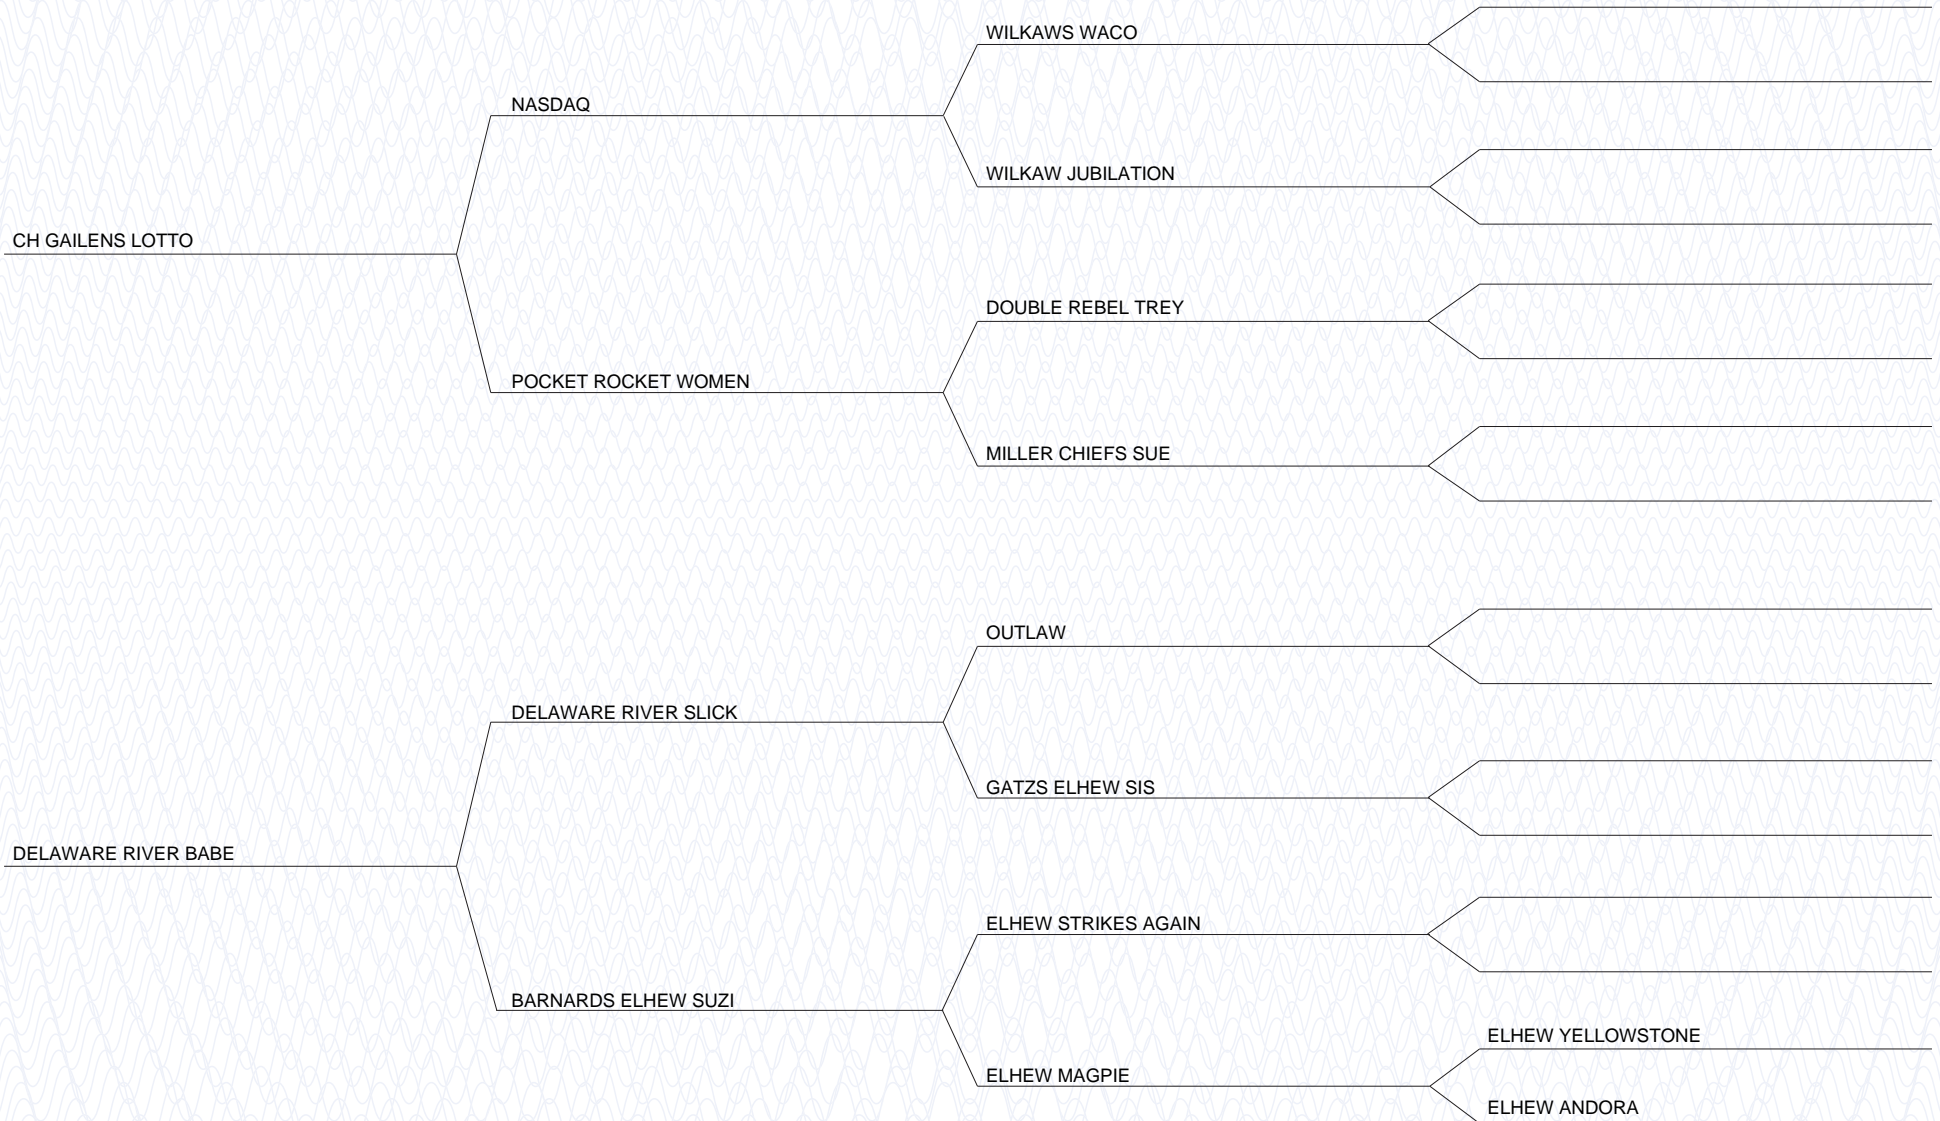 WILKAWS WACO
NASDAQ
WILKAW JUBILATION
CH GAILENS LOTTO
DOUBLE REBEL TREY
POCKET ROCKET WOMEN
MILLER CHIEFS SUE
OUTLAW
DELAWARE RIVER SLICK
GATZS ELHEW SIS
DELAWARE RIVER BABE
ELHEW STRIKES AGAIN
BARNARDS ELHEW SUZI
ELHEW YELLOWSTONE
ELHEW MAGPIE
ELHEW ANDORA